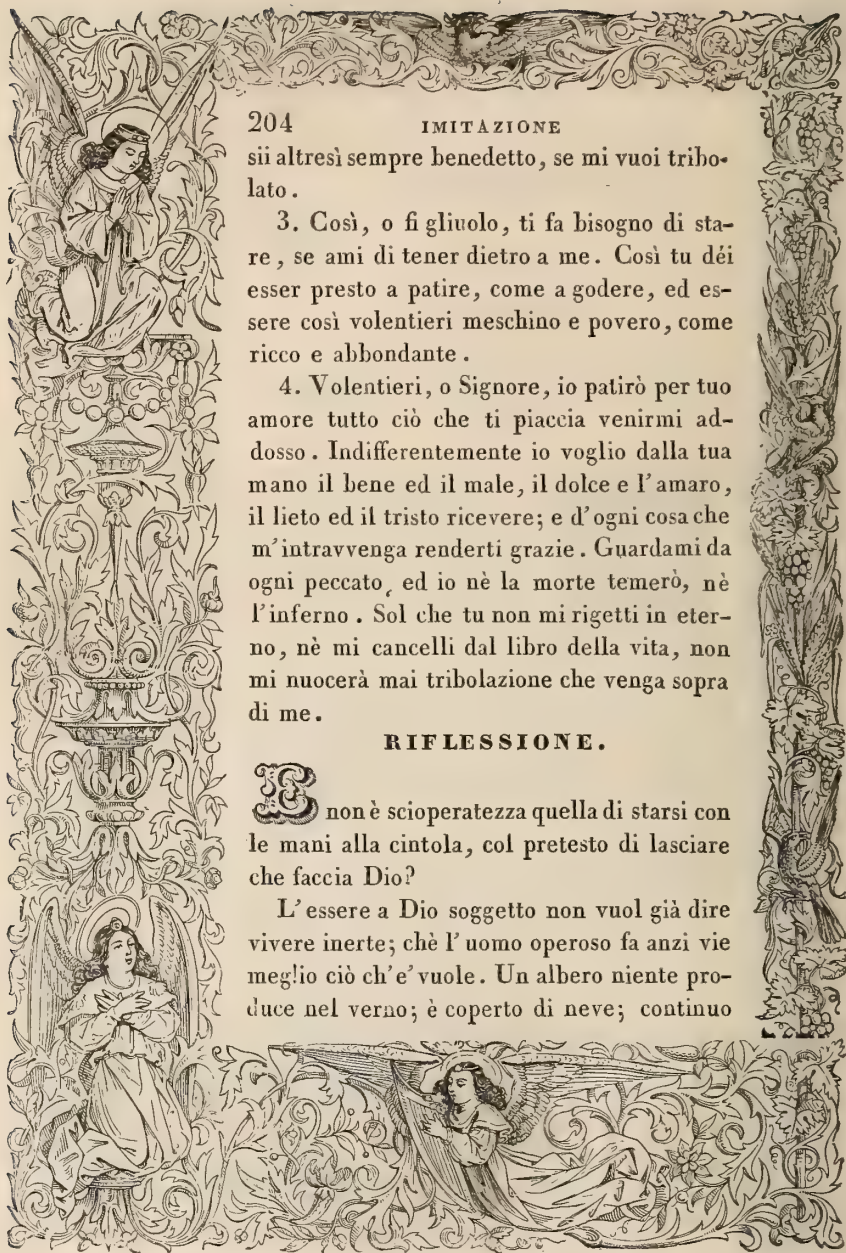 204 IMITAZIONE
sii altresì sempre benedetto, se mi vuoi tribo-
lato.
3. Così, o figliuolo, ti fa bisogno di sta-
re, se ami di tener dietro a me. Così tu déi
esser presto a patire, come a godere, ed es-
sere così volentieri meschino e povero, come
ricco e abbondante.
4. Volentieri, o Signore, io patirò per tuo
amore tutto ciò che ti piaccia venirmi ad-
dosso. Indifferentemente io voglio dalla tua
mano il bene ed il male, il dolce e l'amaro,
il lieto ed il tristo ricevere; e d'ogni cosa che
m'intravvenga renderti grazie. Guardami da
ogni peccato, ed io nè la morte temerò, nè
l'inferno. Sol che tu non mi rigetti in eter-
no, nè mi cancelli dal libro della vita, non
mi nuocerà mai tribolazione che venga sopra
di me.
RIFLESSIONE.
E non è scioperatezza quella di starsi con
le mani alla cintola, col pretesto di lasciare
che faccia Dio?
L'essere a Dio soggetto non vuol già dire
vivere inerte; chè l'uomo operoso fa anzi vie
meglio ciò ch'e' vuole. Un albero niente pro-
duce nel verno; è coperto di neve; continuo